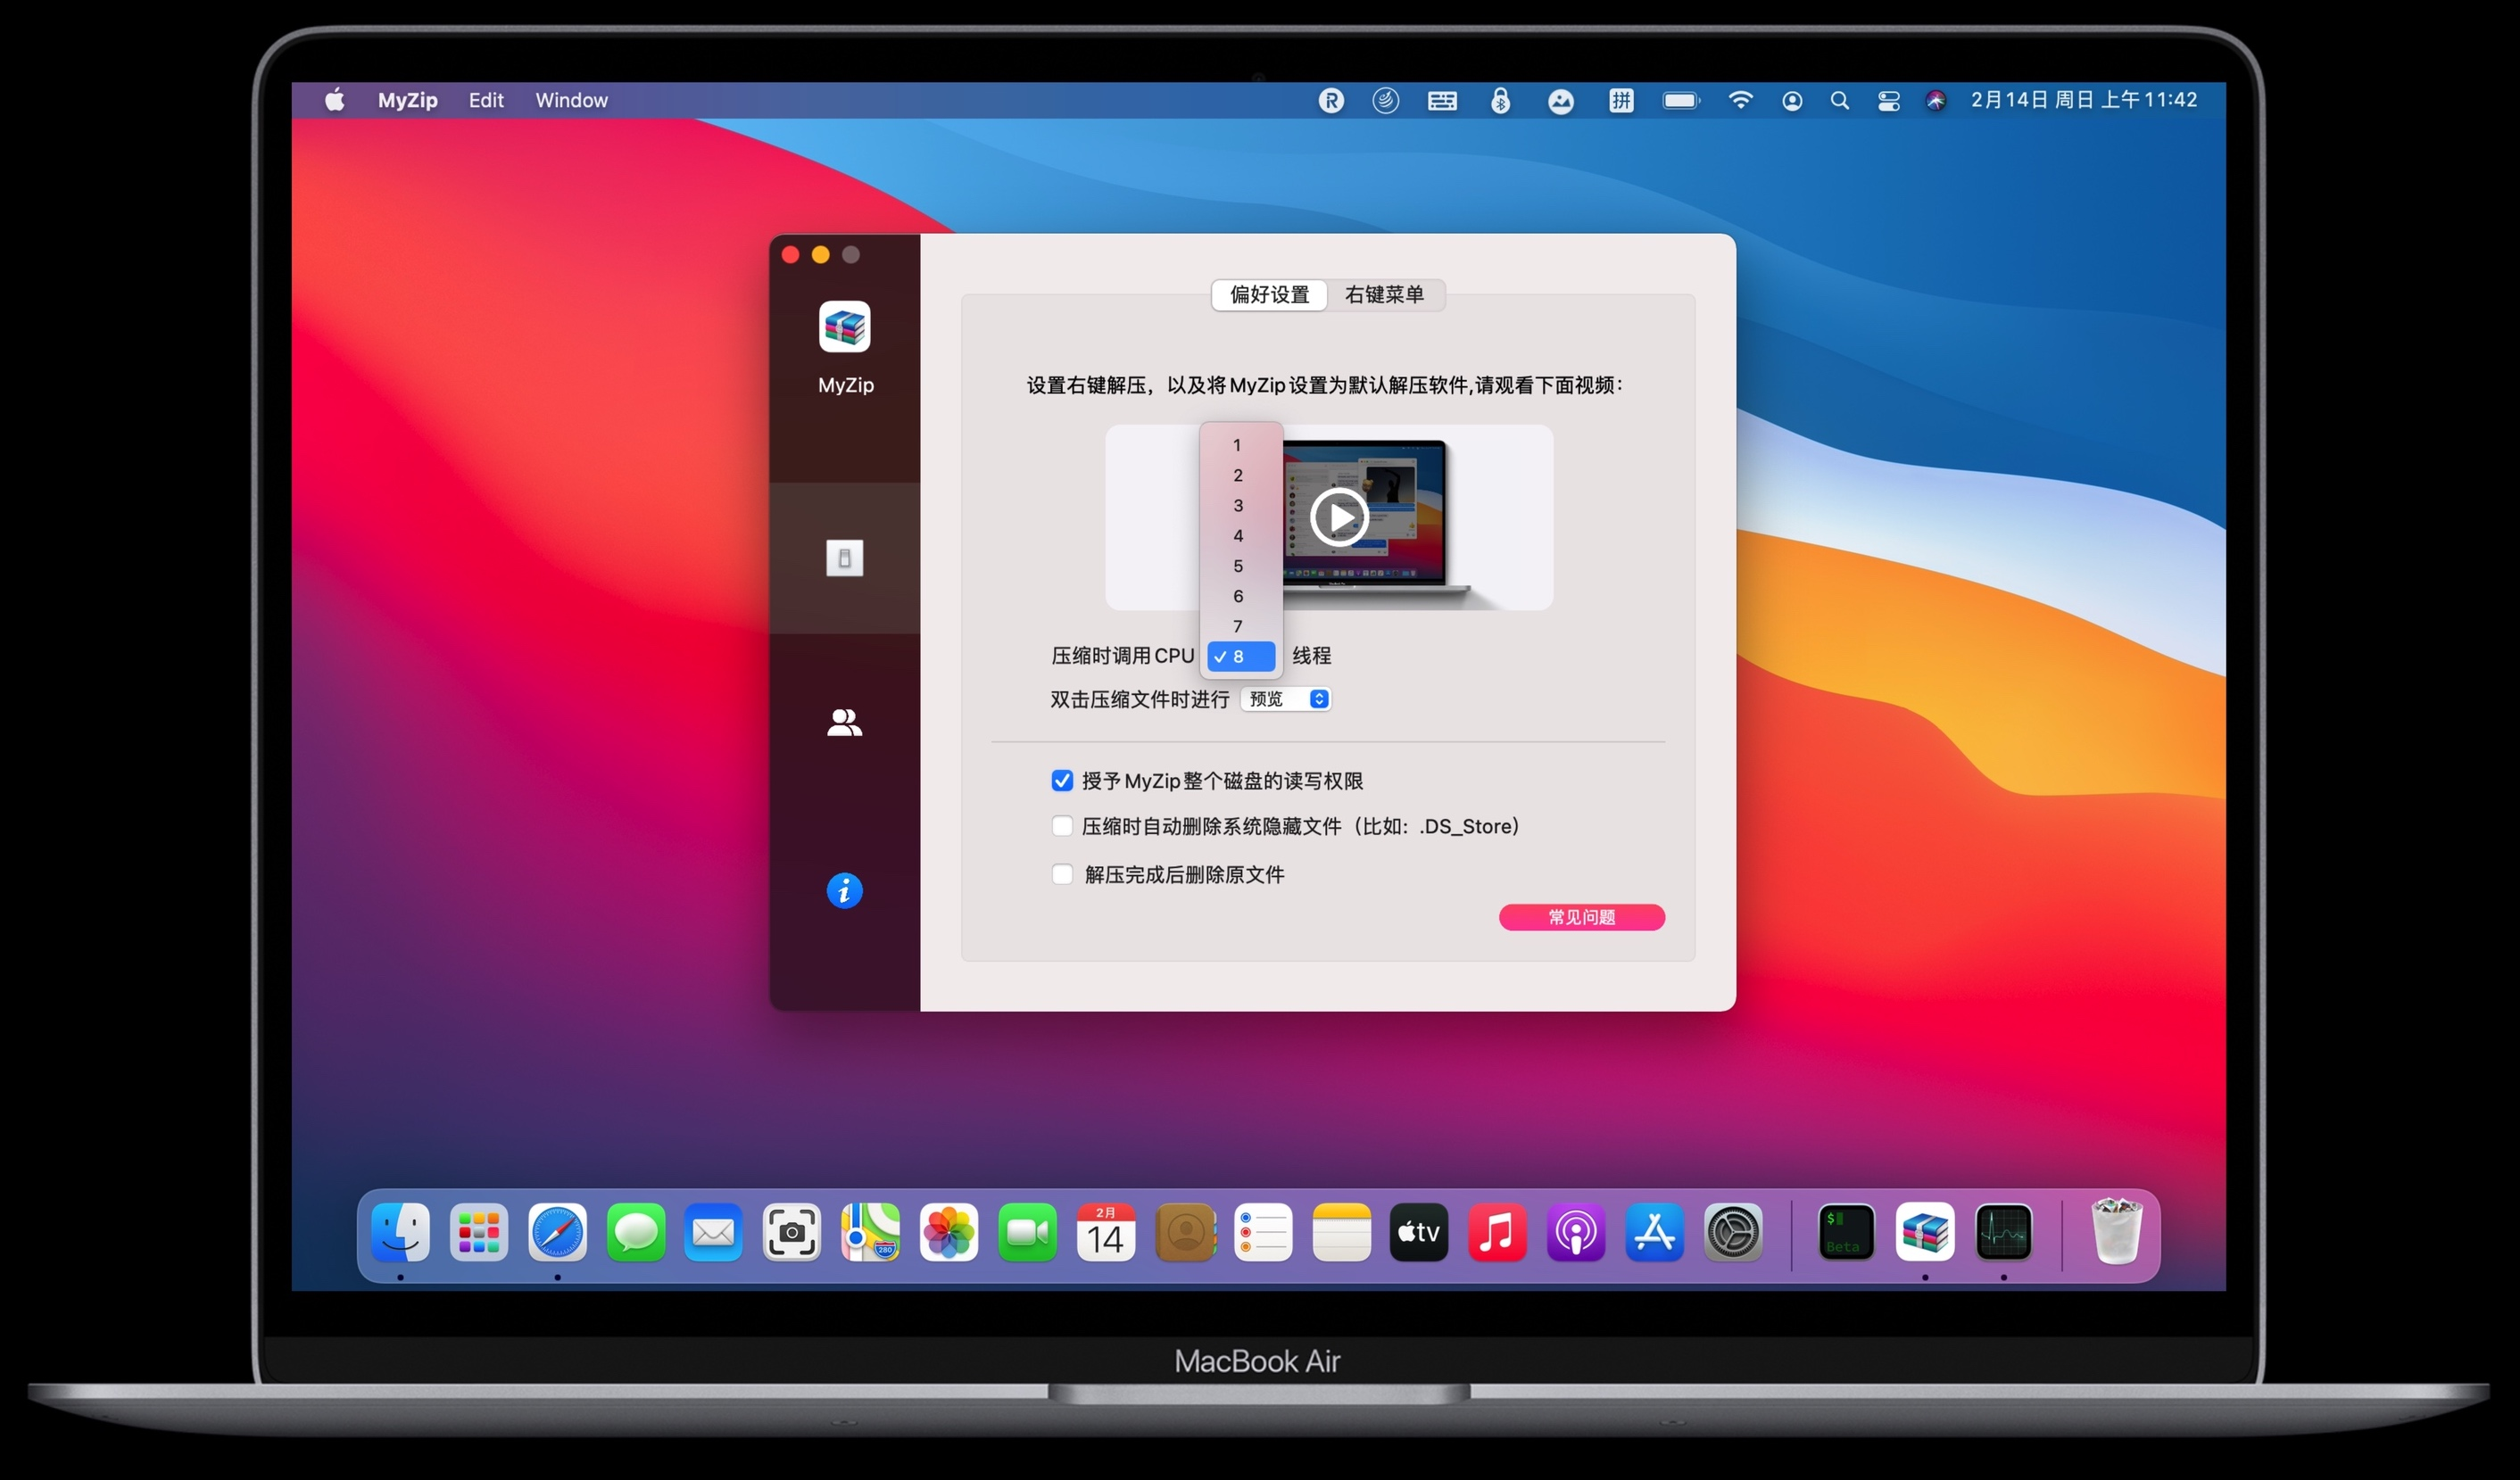 MyZip Edit Window 拼 2月14日 周日 上午11:42
MyZip
偏好设置 右键菜单
设置右键解压，以及将MyZip设置为默认解压软件,请观看下面视频：
1
2
3
4
5
6
7
压缩时调用CPU ✓ 8 线程
双击压缩文件时进行 预览
授予MyZip整个磁盘的读写权限
压缩时自动删除系统隐藏文件（比如：.DS_Store）
解压完成后删除原文件
常见问题
280
2月
14
tv
$
Beta
MacBook Air